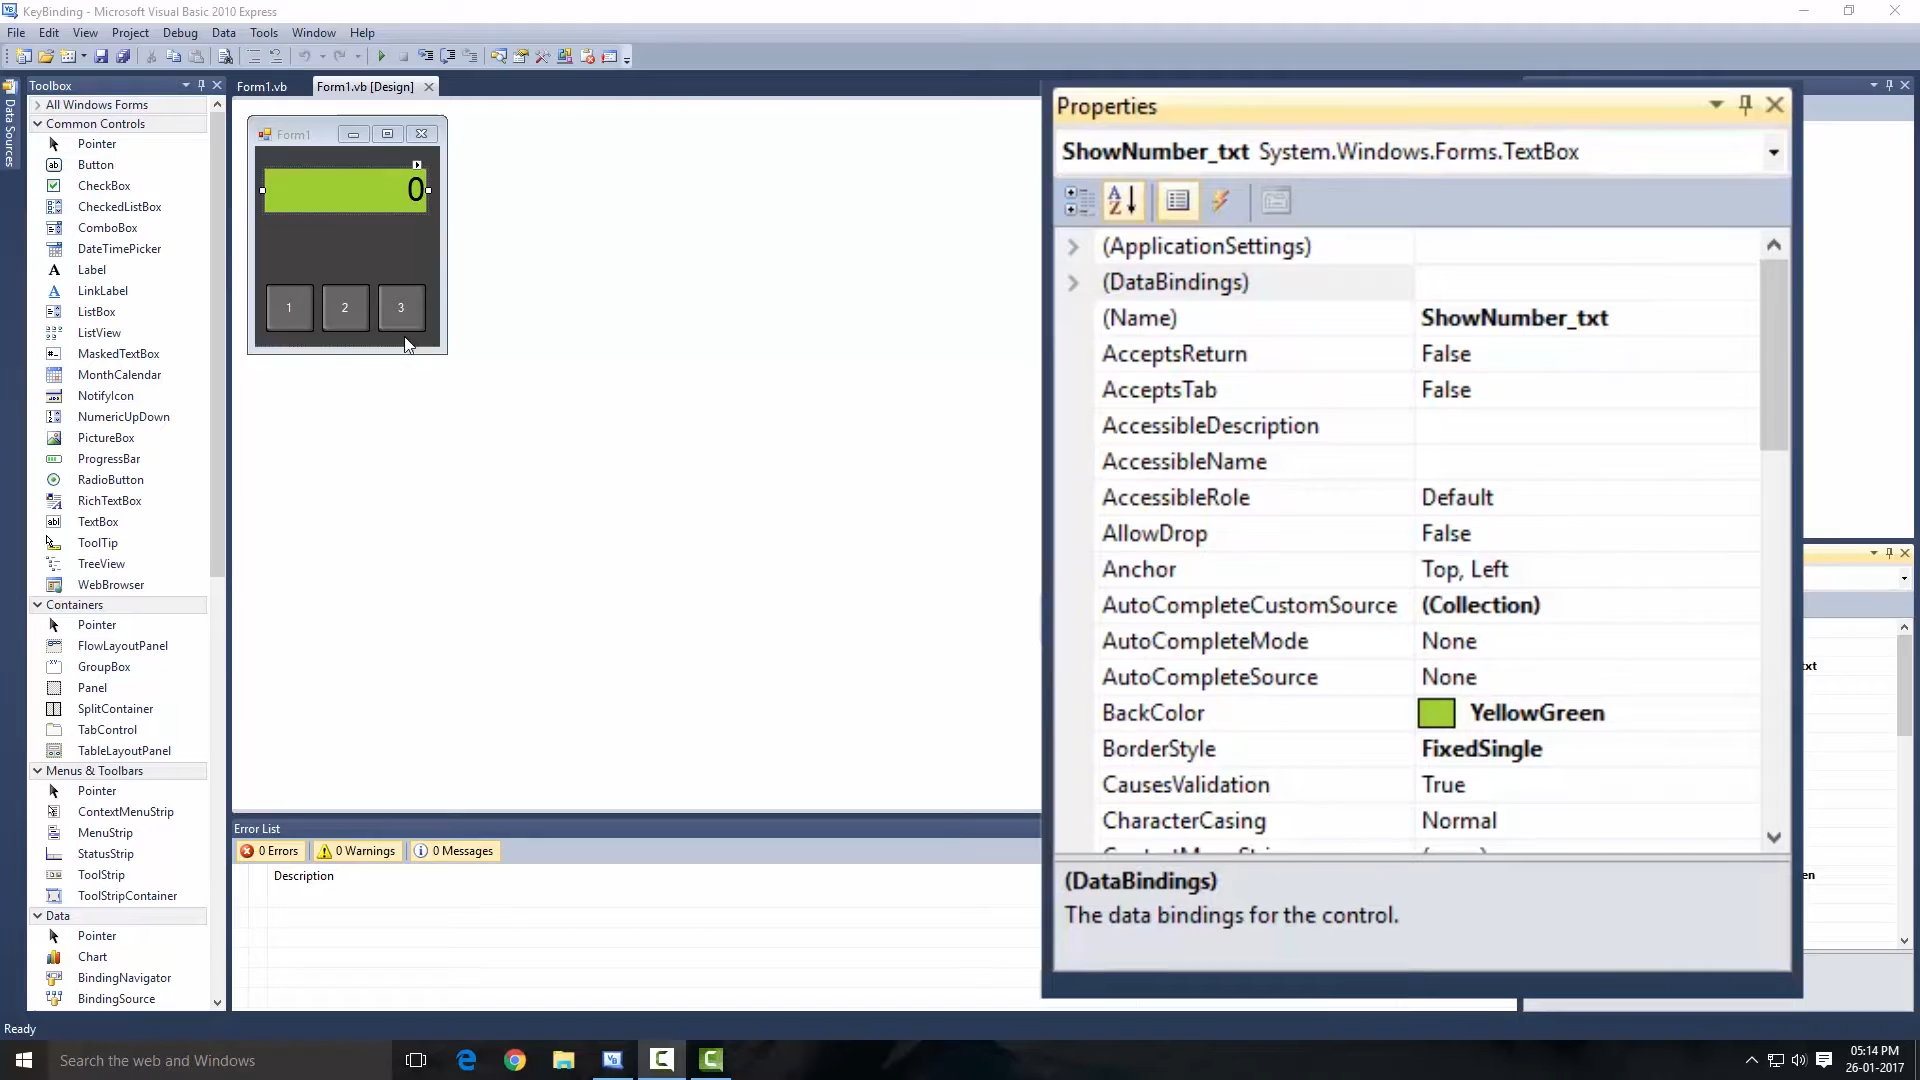 KeyBinding - Microsoft Visual Basic 2010 Express
File Edit View Project Debug Data Tools Window Help
Data Sources
Toolbox
All Windows Forms
Common Controls
Pointer
Button
CheckBox
CheckedListBox
ComboBox
DateTimePicker
Label
LinkLabel
ListBox
ListView
MaskedTextBox
MonthCalendar
NotifyIcon
NumericUpDown
PictureBox
ProgressBar
RadioButton
RichTextBox
TextBox
ToolTip
TreeView
WebBrowser
Containers
Pointer
FlowLayoutPanel
GroupBox
Panel
SplitContainer
TabControl
TableLayoutPanel
Menus & Toolbars
Pointer
ContextMenuStrip
MenuStrip
StatusStrip
ToolStrip
ToolStripContainer
Data
Pointer
Chart
BindingNavigator
BindingSource
Form1.vb Form1.vb [Design]
Form1
0
1 2 3
Error List
0 Errors 0 Warnings 0 Messages
Description
Properties
ShowNumber_txt System.Windows.Forms.TextBox
(ApplicationSettings)
(DataBindings)
(Name) ShowNumber_txt
AcceptsReturn False
AcceptsTab False
AccessibleDescription
AccessibleName
AccessibleRole Default
AllowDrop False
Anchor Top, Left
AutoCompleteCustomSource (Collection)
AutoCompleteMode None
AutoCompleteSource None
BackColor YellowGreen
BorderStyle FixedSingle
CausesValidation True
CharacterCasing Normal
(DataBindings)
The data bindings for the control.
txt
en
Ready
Search the web and Windows
05:14 PM
26-01-2017